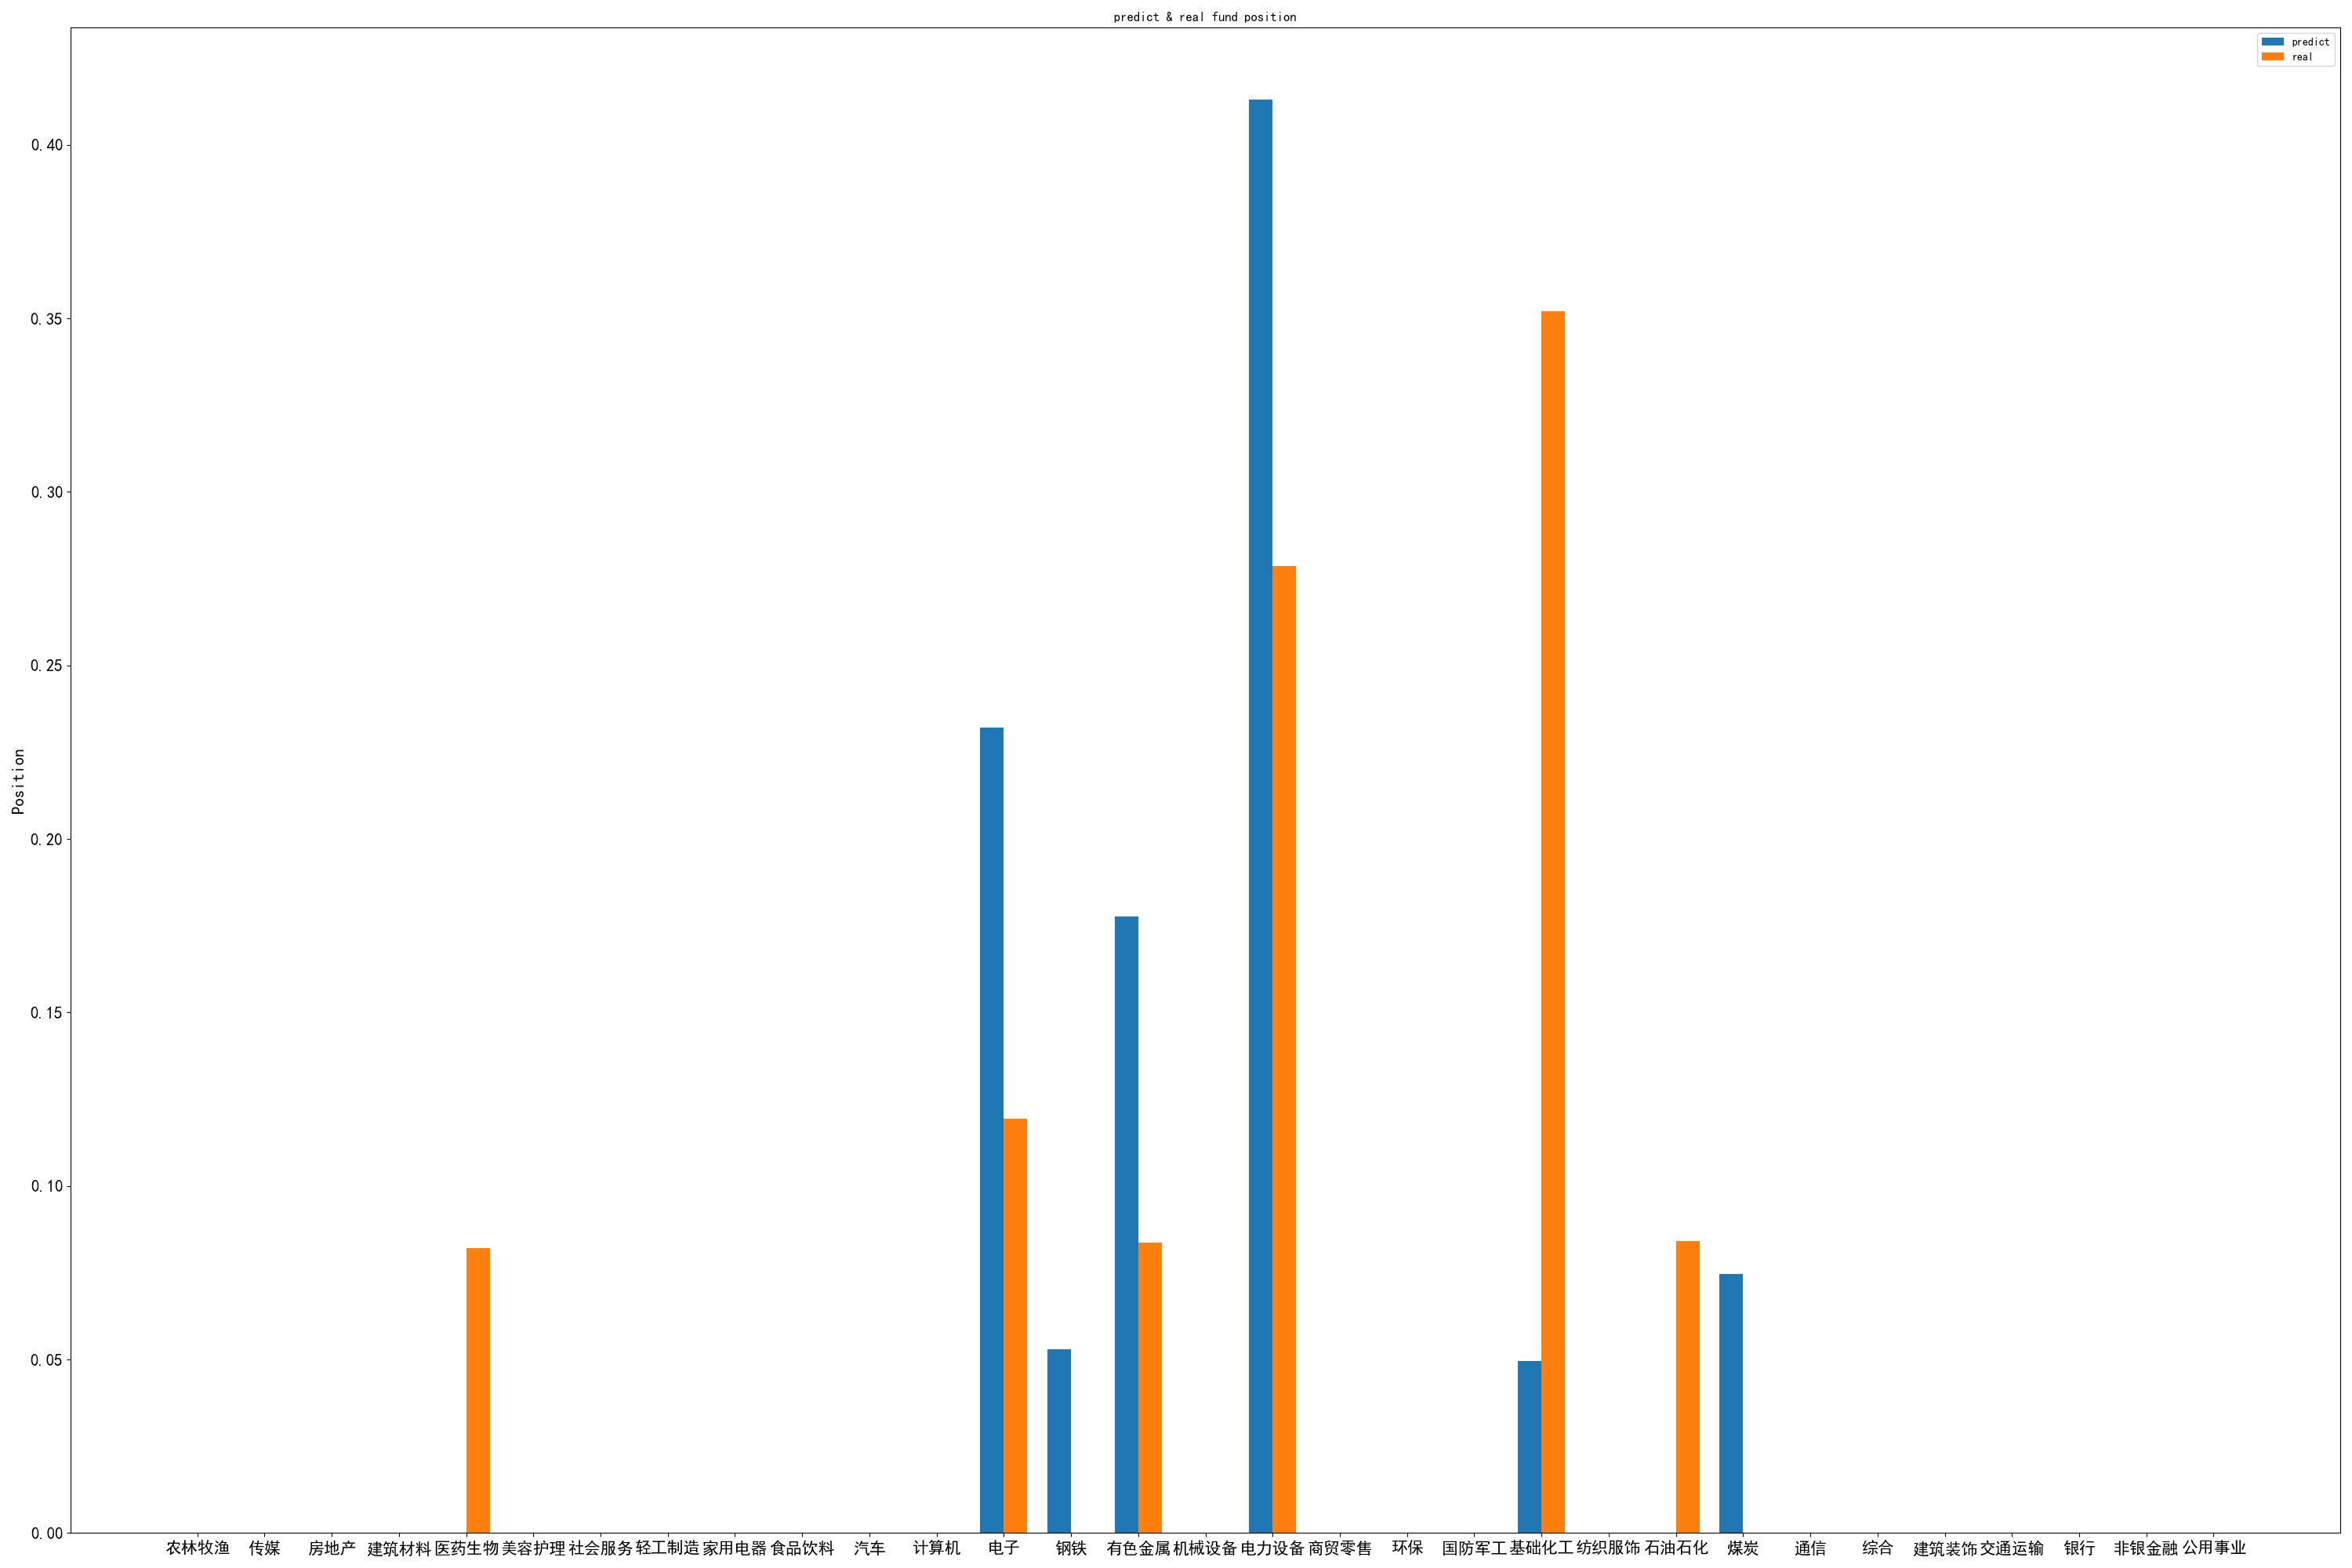 predict & real fund position
predict
real
0.40
0.35
0.30
0.25
0.20
0.15
0.10
0.05
0.00
Position
农林牧渔 传媒 房地产 建筑材料 医药生物 美容护理 社会服务 轻工制造 家用电器 食品饮料 汽车 计算机 电子 钢铁 有色金属 机械设备 电力设备 商贸零售 环保 国防军工 基础化工 纺织服饰 石油石化 煤炭 通信 综合 建筑装饰 交通运输 银行 非银金融 公用事业